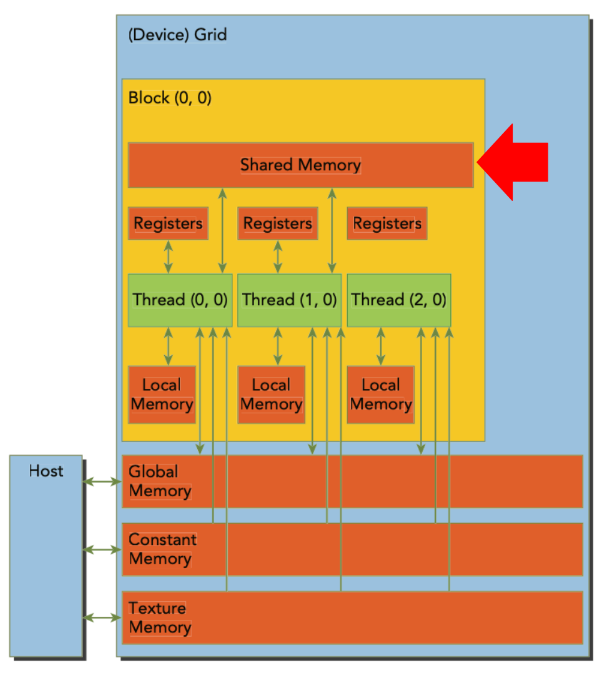 (Device) Grid
Block (0, 0)
Shared Memory
Registers
Registers
Registers
Thread (0, 0)
Thread (1, 0)
Thread (2, 0)
Local
Memory
Local
Memory
Local
Memory
Host
Global
Memory
Constant
Memory
Texture
Memory